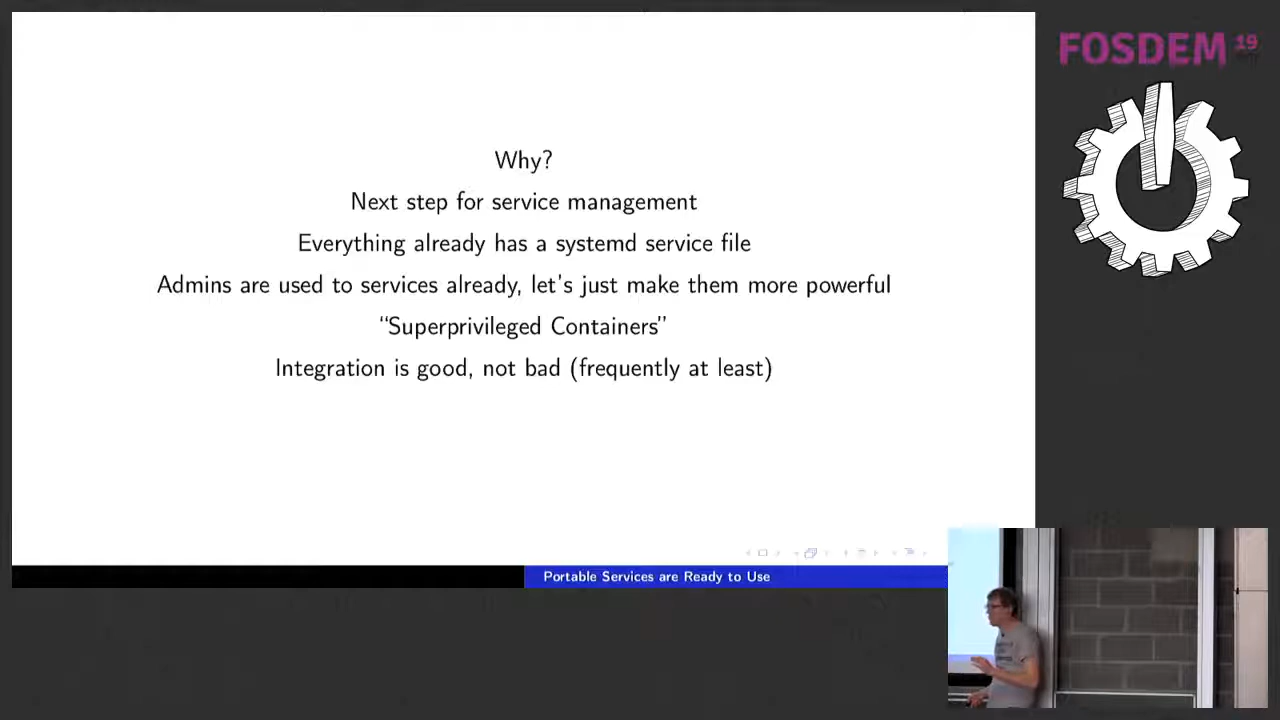 Why?
Next step for service management
Everything already has a systemd service file
Admins are used to services already, let's just make them more powerful
“Superprivileged Containers”
Integration is good, not bad (frequently at least)
Portable Services are Ready to Use
FOSDEM 19